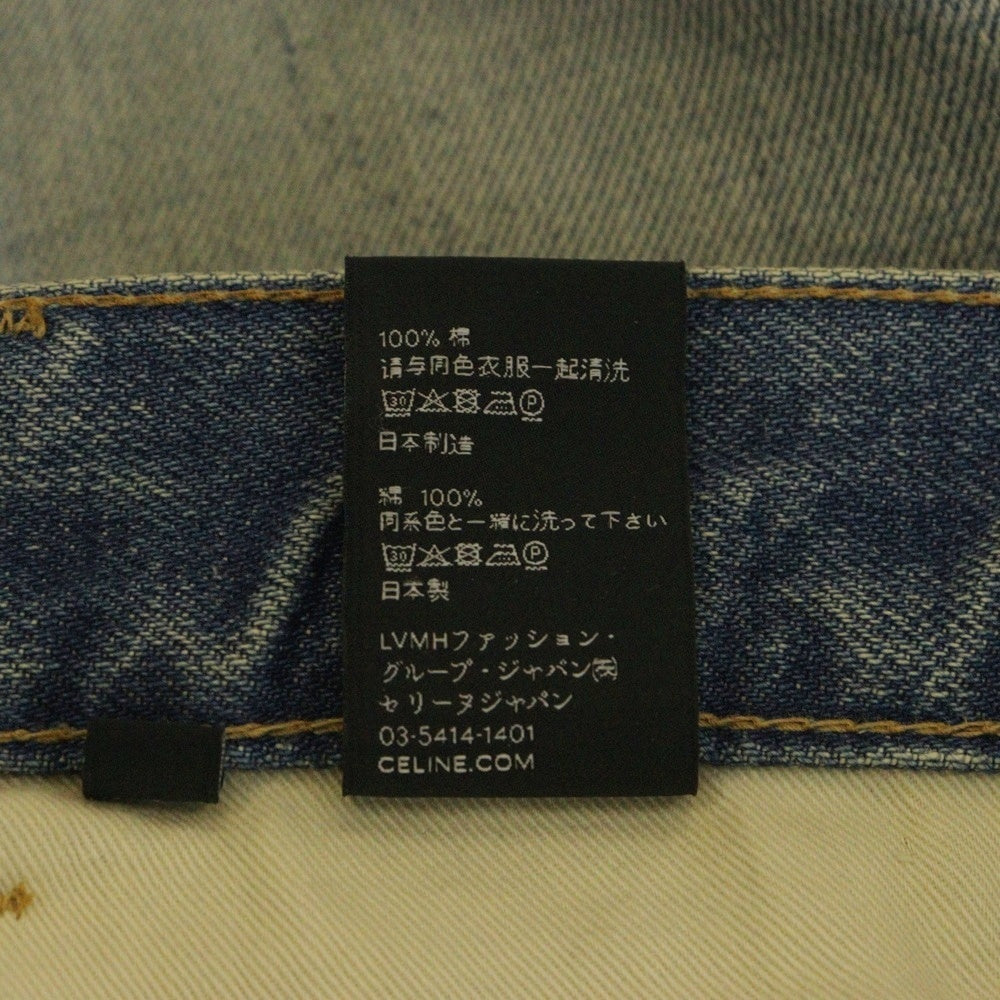 100% 棉
请与同色衣服一起清洗
30 P
日本制造
綿 100%
同系色と一緒に洗って下さい
30 P
日本製
LVMHファッション・
グループ・ジャパン㈱
セリーヌジャパン
03-5414-1401
CELINE.COM